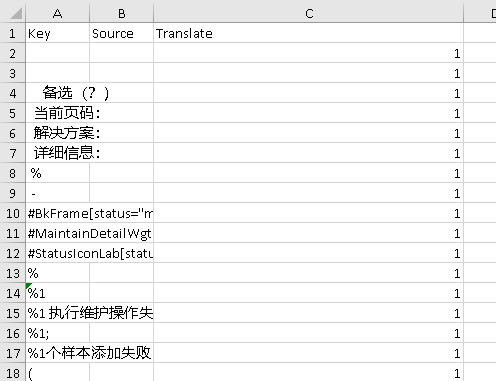 A B C
1 Key Source Translate
2 1
3 1
4 备选（？） 1
5 当前页码： 1
6 解决方案： 1
7 详细信息： 1
8 % 1
9 - 1
10 #BkFrame[status="m 1
11 #MaintainDetailWgt 1
12 #StatusIconLab[statu 1
13 % 1
14 %1 1
15 %1 执行维护操作失 1
16 %1; 1
17 %1个样本添加失败 1
18 ( 1